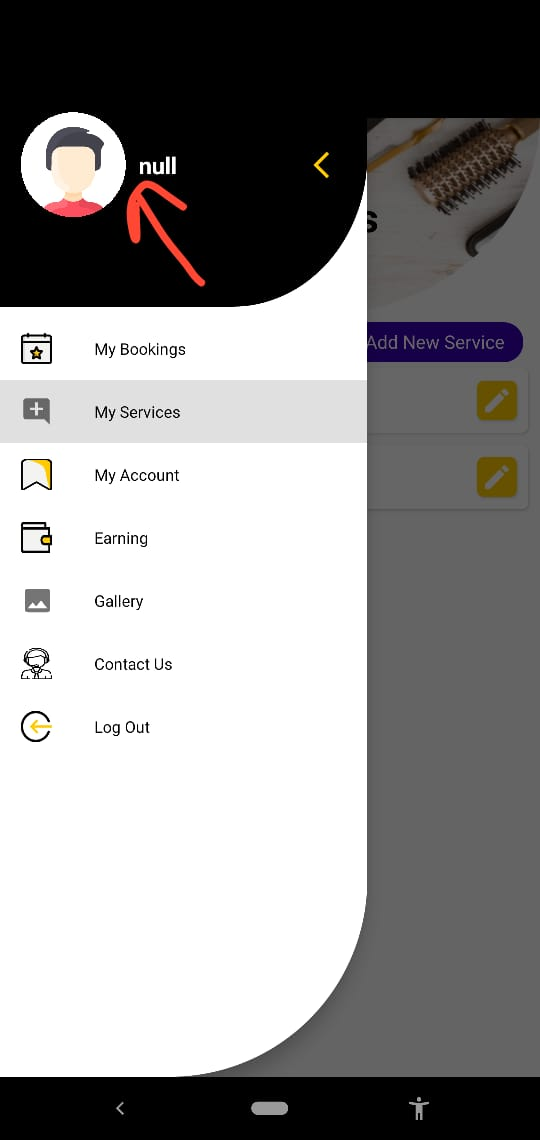 null
s
Add New Service
My Bookings
My Services
My Account
Earning
Gallery
Contact Us
Log Out